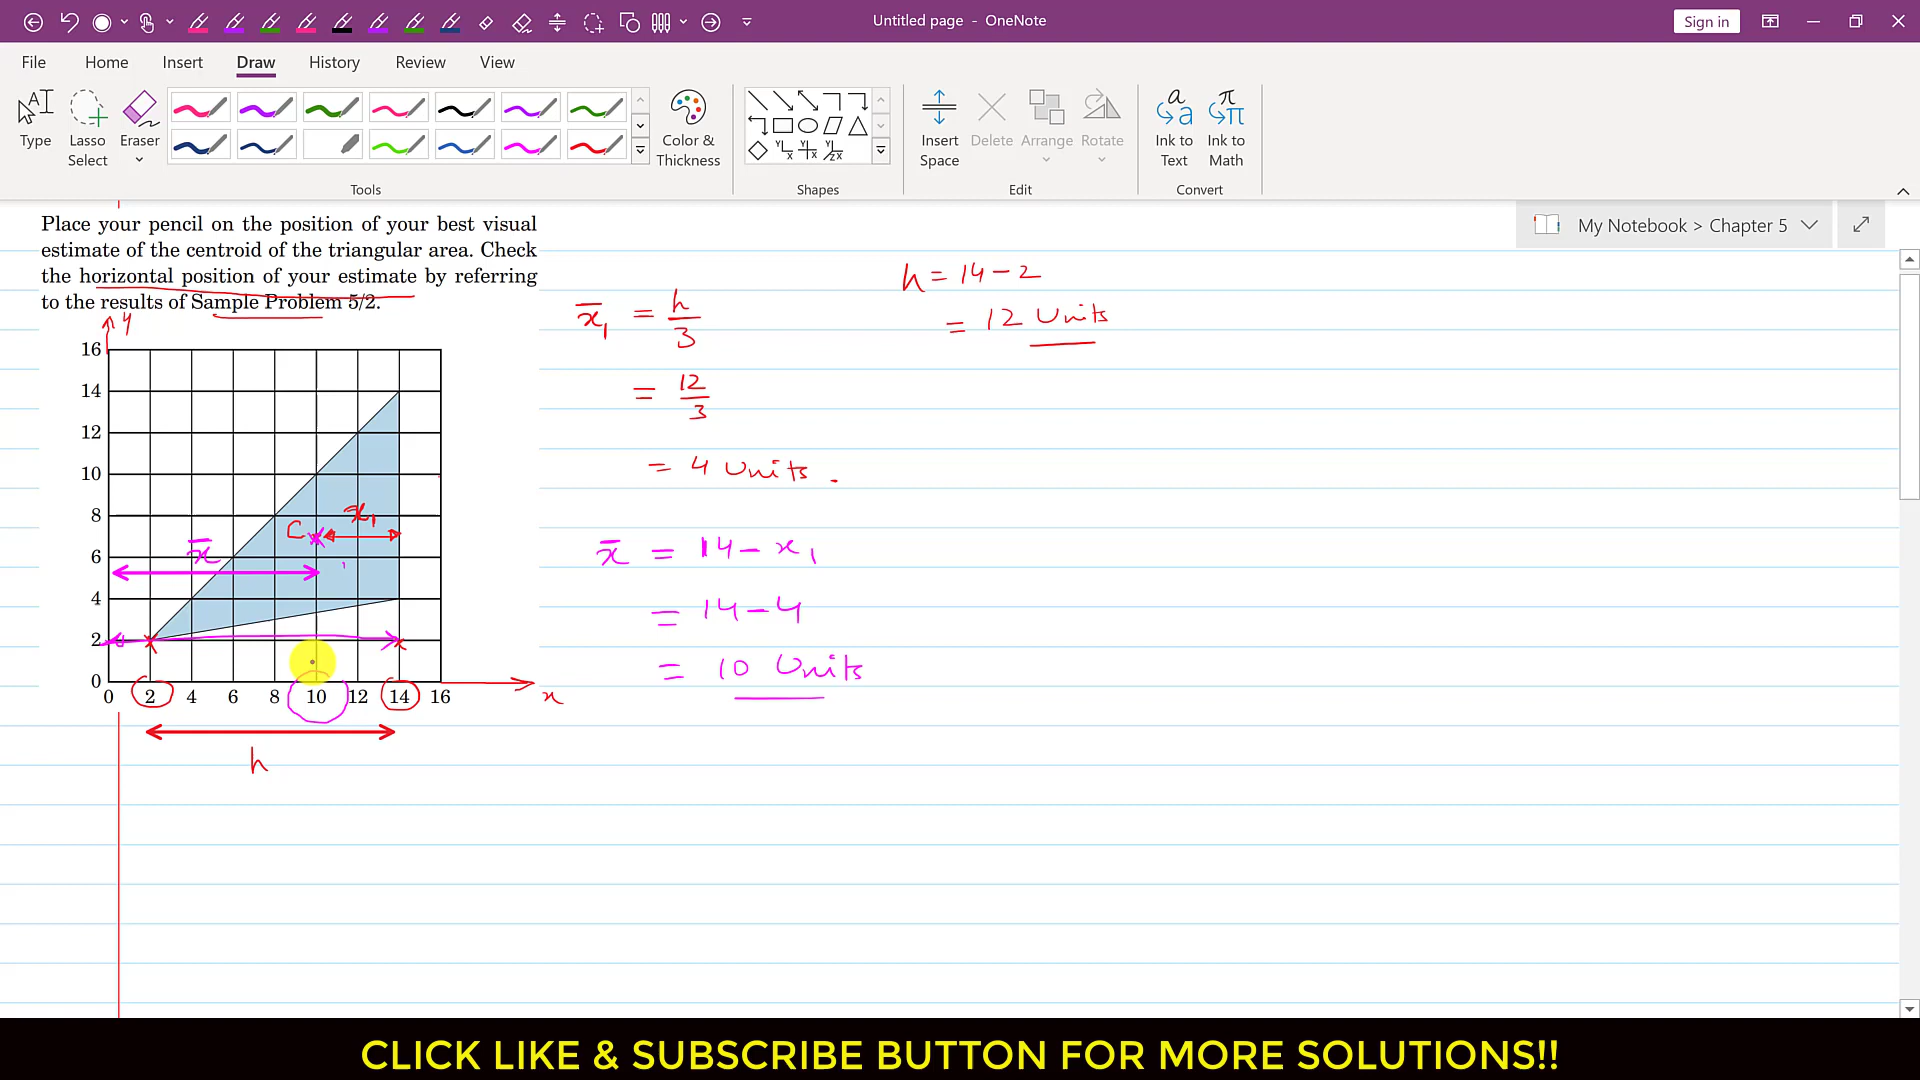 Untitled page - OneNote
Sign in
File Home Insert Draw History Review View
Type
Lasso Select
Eraser
Color & Thickness
Insert Space
Delete
Arrange
Rotate
Ink to Text
Ink to Math
Tools
Shapes
Edit
Convert
My Notebook > Chapter 5
Place your pencil on the position of your best visual
estimate of the centroid of the triangular area. Check
the horizontal position of your estimate by referring
to the results of Sample Problem 5/2.
y
16
14
12
10
8
6
4
2
0
0 2 4 6 8 10 12 14 16
x
C
x₁
x̄
h
x̄₁ = h/3
= 12/3
= 4 Units.
h = 14 - 2
= 12 Units
x̄ = 14 - x₁
= 14 - 4
= 10 Units
CLICK LIKE & SUBSCRIBE BUTTON FOR MORE SOLUTIONS!!